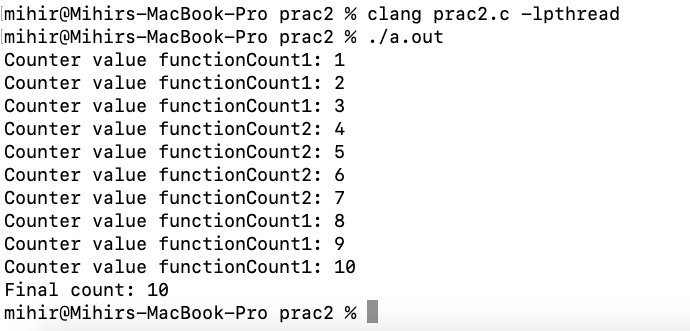 [mihir@Mihirs-MacBook-Pro prac2 % clang prac2.c -lpthread
[mihir@Mihirs-MacBook-Pro prac2 % ./a.out
Counter value functionCount1: 1
Counter value functionCount1: 2
Counter value functionCount1: 3
Counter value functionCount2: 4
Counter value functionCount2: 5
Counter value functionCount2: 6
Counter value functionCount2: 7
Counter value functionCount1: 8
Counter value functionCount1: 9
Counter value functionCount1: 10
Final count: 10
mihir@Mihirs-MacBook-Pro prac2 %